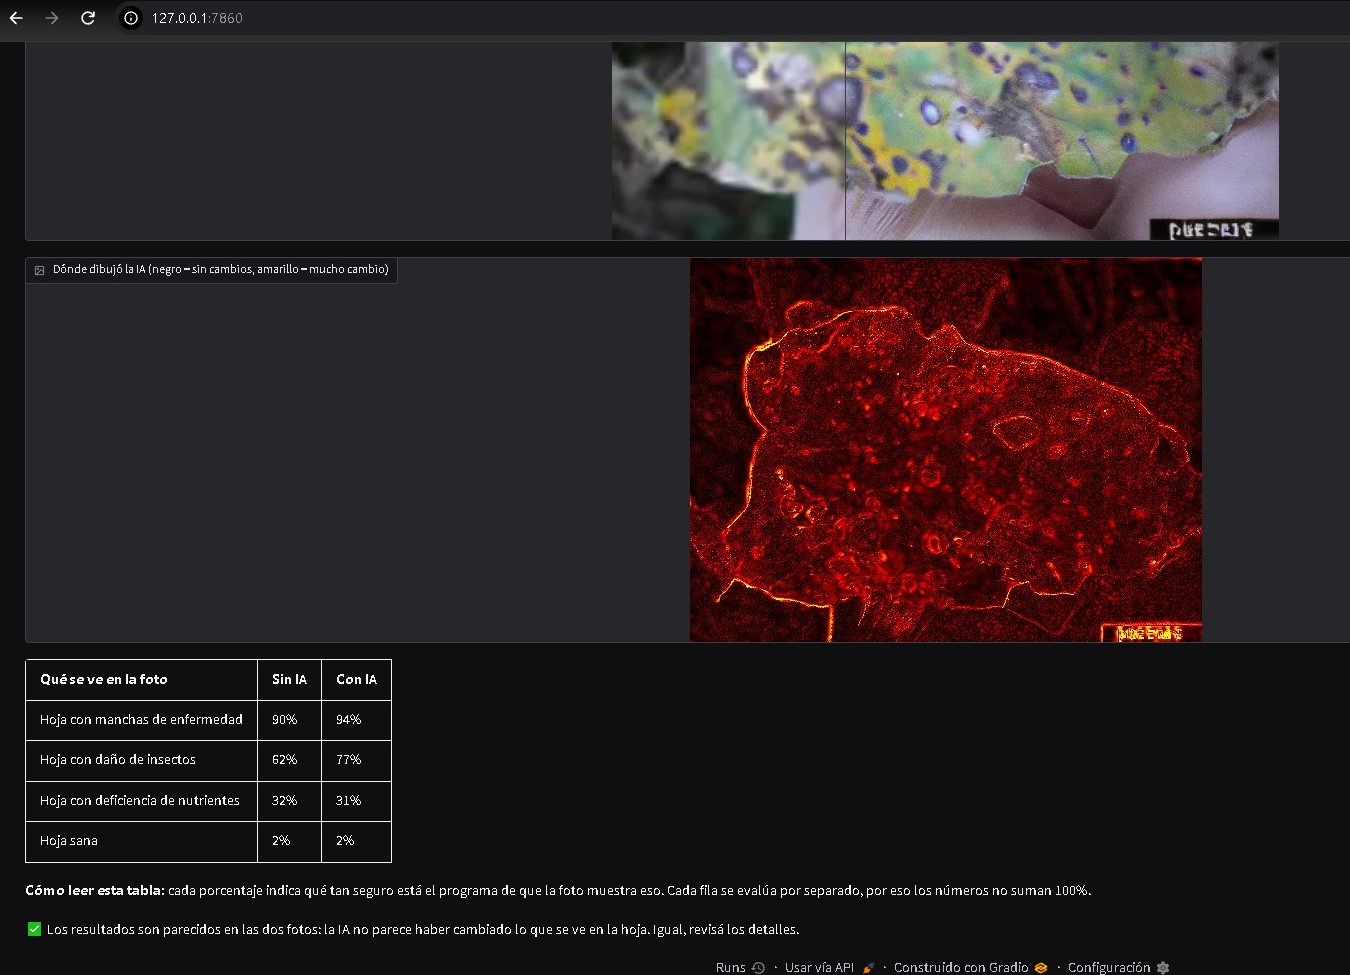 127.0.0.1:7860
Dónde dibujó la IA (negro = sin cambios, amarillo = mucho cambio)
Qué se ve en la foto Sin IA Con IA
Hoja con manchas de enfermedad 90% 94%
Hoja con daño de insectos 62% 77%
Hoja con deficiencia de nutrientes 32% 31%
Hoja sana 2% 2%
Cómo leer esta tabla: cada porcentaje indica qué tan seguro está el programa de que la foto muestra eso. Cada fila se evalúa por separado, por eso los números no suman 100%.
Los resultados son parecidos en las dos fotos: la IA no parece haber cambiado lo que se ve en la hoja. Igual, revisá los detalles.
Runs · Usar vía API · Construido con Gradio · Configuración